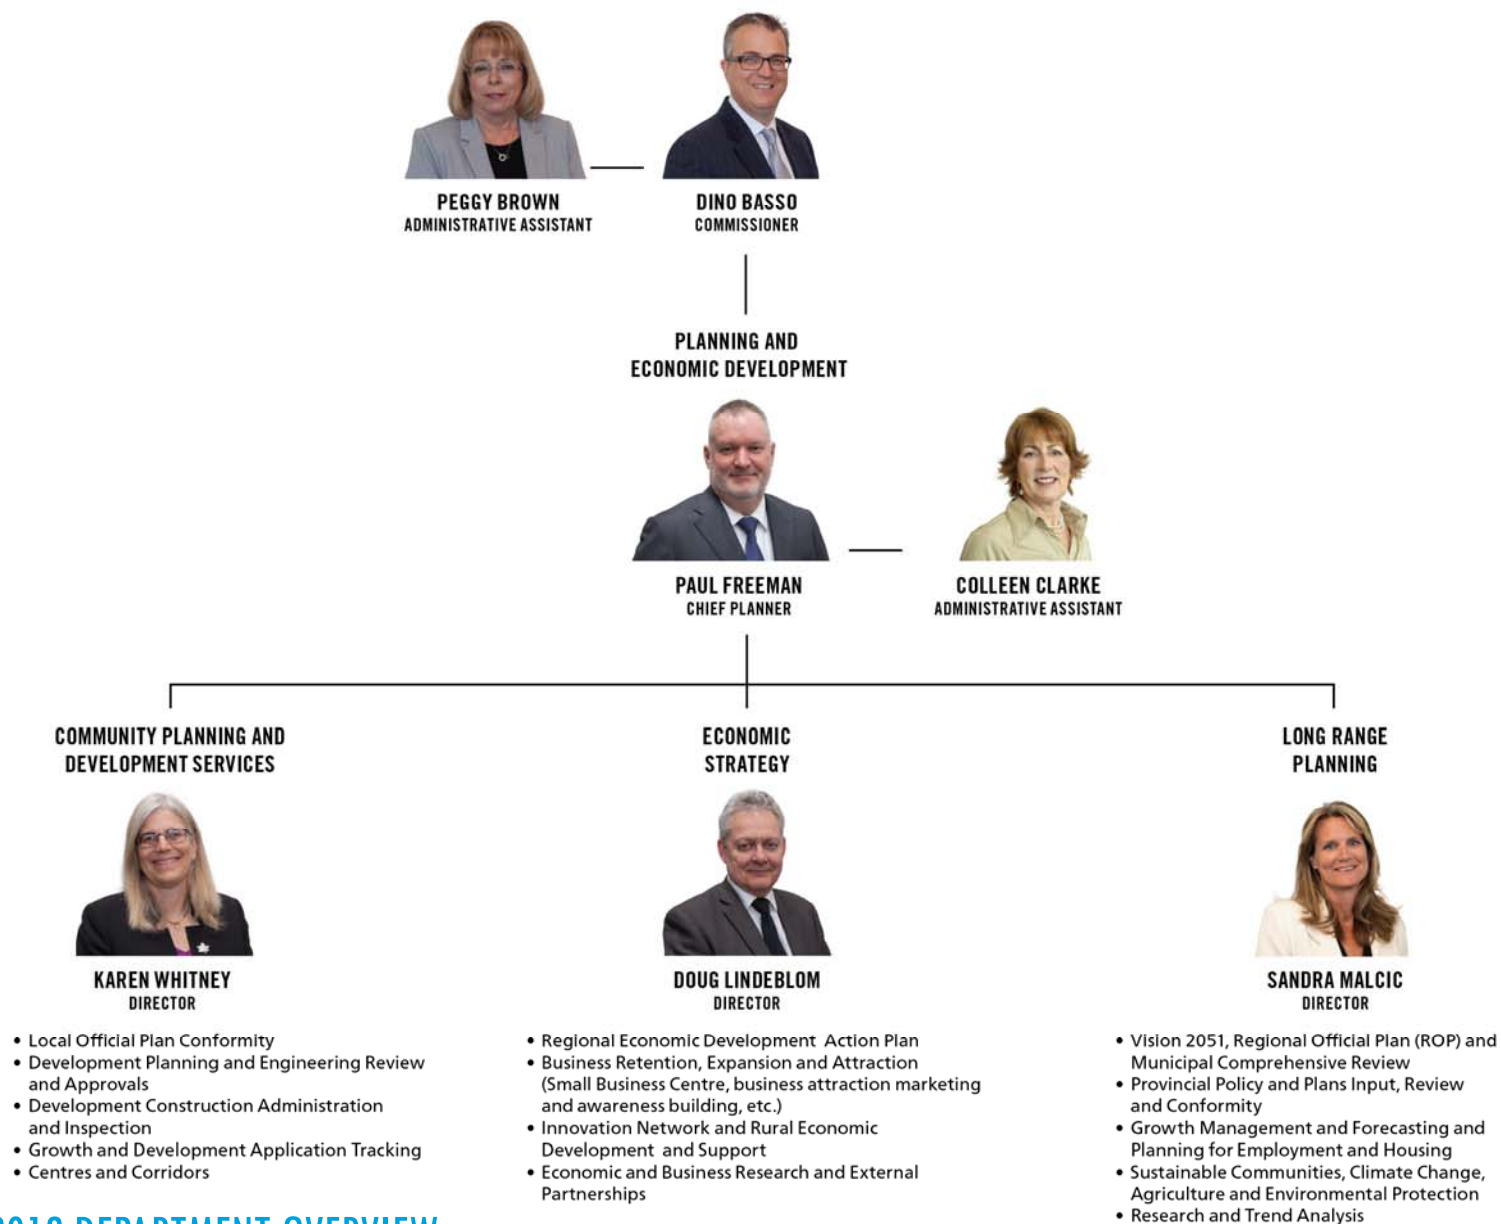 PEGGY BROWN
ADMINISTRATIVE ASSISTANT
DINO BASSO
COMMISSIONER
PLANNING AND
ECONOMIC DEVELOPMENT
PAUL FREEMAN
CHIEF PLANNER
COLLEEN CLARKE
ADMINISTRATIVE ASSISTANT
COMMUNITY PLANNING AND
DEVELOPMENT SERVICES
KAREN WHITNEY
DIRECTOR
• Local Official Plan Conformity
• Development Planning and Engineering Review
and Approvals
• Development Construction Administration
and Inspection
• Growth and Development Application Tracking
• Centres and Corridors
ECONOMIC
STRATEGY
DOUG LINDEBLOM
DIRECTOR
• Regional Economic Development Action Plan
• Business Retention, Expansion and Attraction
(Small Business Centre, business attraction marketing
and awareness building, etc.)
• Innovation Network and Rural Economic
Development and Support
• Economic and Business Research and External
Partnerships
LONG RANGE
PLANNING
SANDRA MALCIC
DIRECTOR
• Vision 2051, Regional Official Plan (ROP) and
Municipal Comprehensive Review
• Provincial Policy and Plans Input, Review
and Conformity
• Growth Management and Forecasting and
Planning for Employment and Housing
• Sustainable Communities, Climate Change,
Agriculture and Environmental Protection
• Research and Trend Analysis
DEPARTMENT OVERVIEW